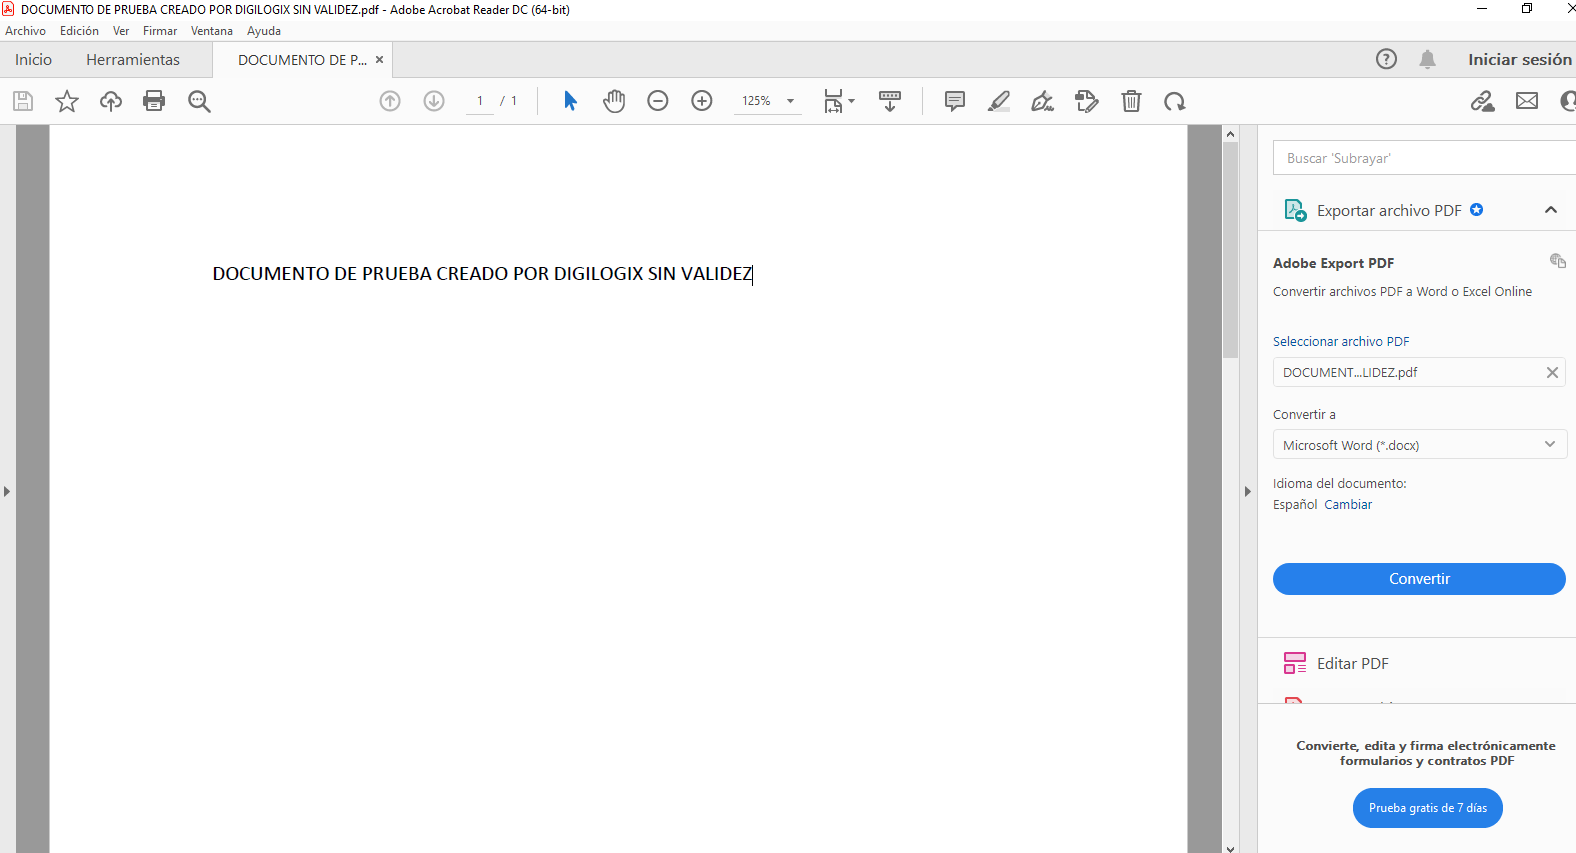 DOCUMENTO DE PRUEBA CREADO POR DIGILOGIX SIN VALIDEZ.pdf - Adobe Acrobat Reader DC (64-bit)
Archivo Edición Ver Firmar Ventana Ayuda
Inicio Herramientas DOCUMENTO DE P... × Iniciar sesión
1 / 1 125%
Buscar 'Subrayar'
Exportar archivo PDF
DOCUMENTO DE PRUEBA CREADO POR DIGILOGIX SIN VALIDEZ
Adobe Export PDF
Convertir archivos PDF a Word o Excel Online
Seleccionar archivo PDF
DOCUMENT...LIDEZ.pdf
Convertir a
Microsoft Word (*.docx)
Idioma del documento:
Español Cambiar
Convertir
Editar PDF
Convierte, edita y firma electrónicamente
formularios y contratos PDF
Prueba gratis de 7 días